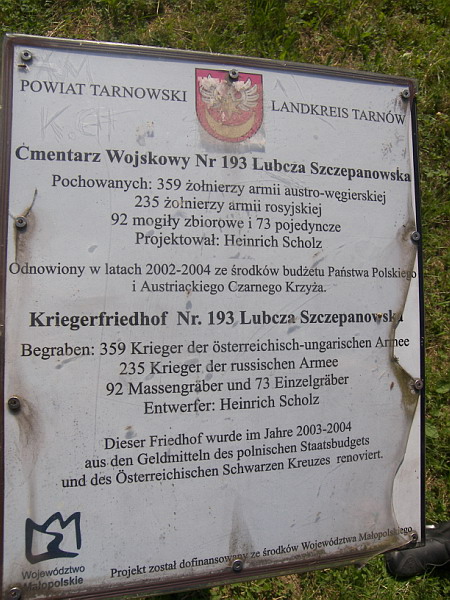 POWIAT TARNOWSKI
LANDKREIS TARNÓW
Cmentarz Wojskowy Nr 193 Lubcza Szczepanowska
Pochowanych: 359 żołnierzy armii austro-węgierskiej
235 żołnierzy armii rosyjskiej
92 mogiły zbiorowe i 73 pojedyncze
Projektował: Heinrich Scholz
Odnowiony w latach 2002-2004 ze środków budżetu Państwa Polskiego
i Austriackiego Czarnego Krzyża.
Kriegerfriedhof Nr. 193 Lubcza Szczepanowska
Begraben: 359 Krieger der österreichisch-ungarischen Armee
235 Krieger der russischen Armee
92 Massengräber und 73 Einzelgräber
Entwerfer: Heinrich Scholz
Dieser Friedhof wurde im Jahre 2003-2004
aus den Geldmitteln des polnischen Staatsbudgets
und des Österreichischen Schwarzen Kreuzes renoviert.
Województwo
Małopolskie
Projekt został dofinansowany ze środków Województwa Małopolskiego